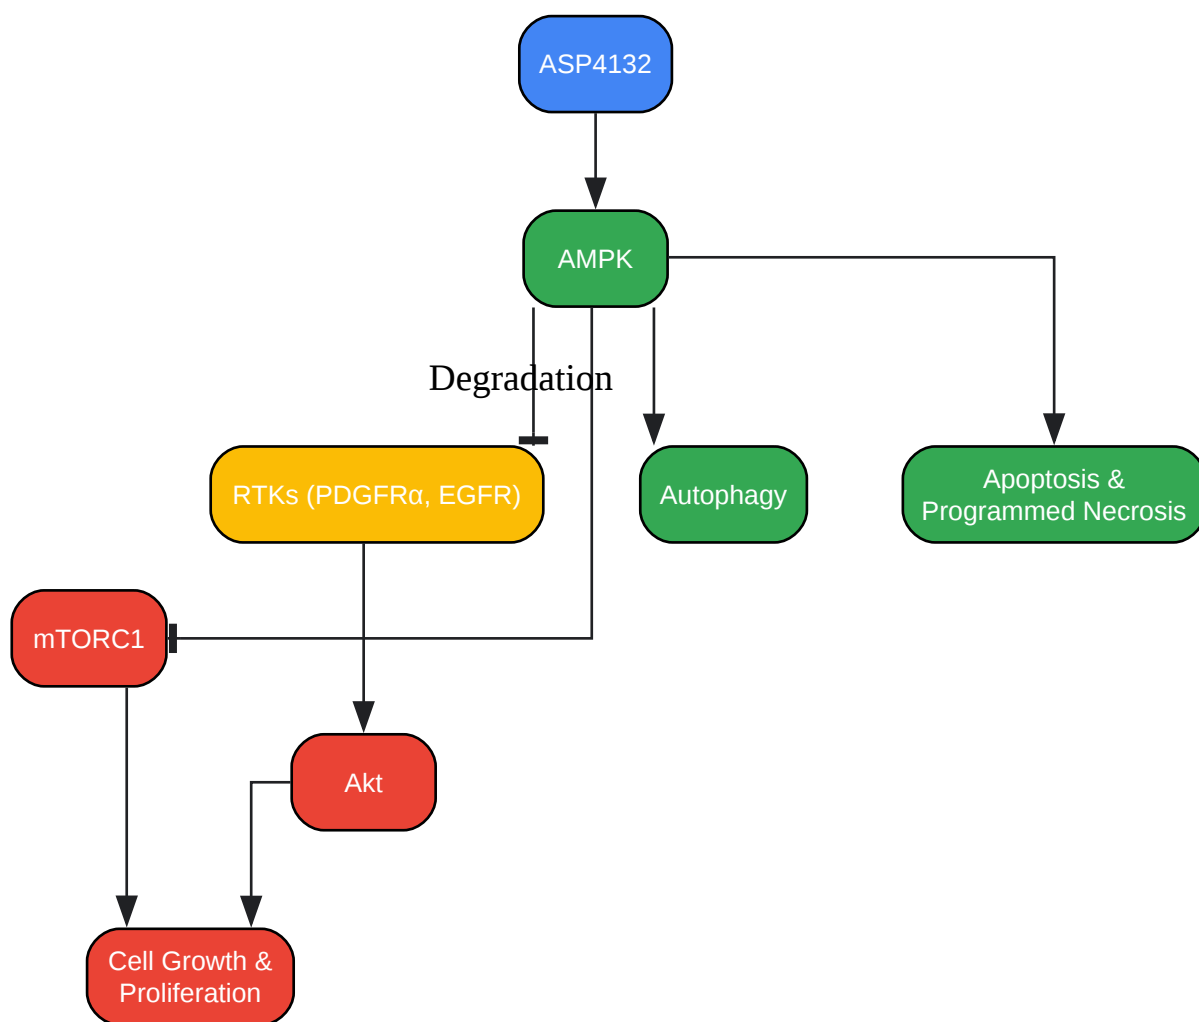 ASP4132
AMPK
Degradation
RTKs (PDGFRα, EGFR)
Autophagy
Apoptosis &
Programmed Necrosis
mTORC1
Akt
Cell Growth &
Proliferation